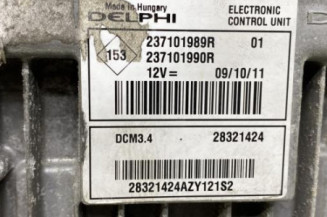 Made in Hungary
DELPHI
ELECTRONIC
CONTROL UNIT
153
237101989R 01
237101990R
12V= 09/10/11
DCM3.4 28321424
28321424AZY121S2